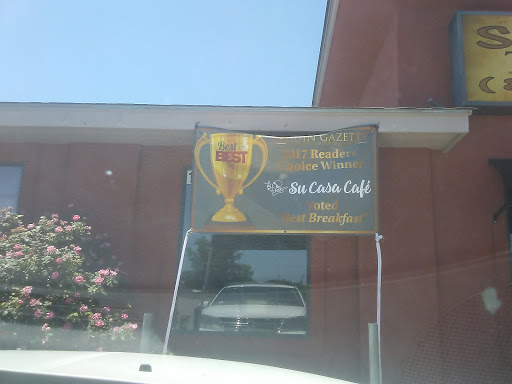 Best
of the
BEST
GAZETTE
2017 Readers
Choice Winner
Su Casa Café
Voted
"Best Breakfast"
S